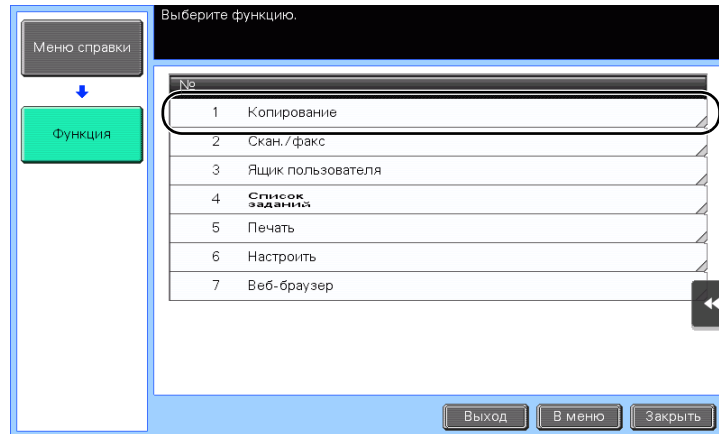 Выберите функцию.
Меню справки
Функция
№
1 Копирование
2 Скан./факс
3 Ящик пользователя
4 Список
заданий
5 Печать
6 Настроить
7 Веб-браузер
Выход
В меню
Закрыть